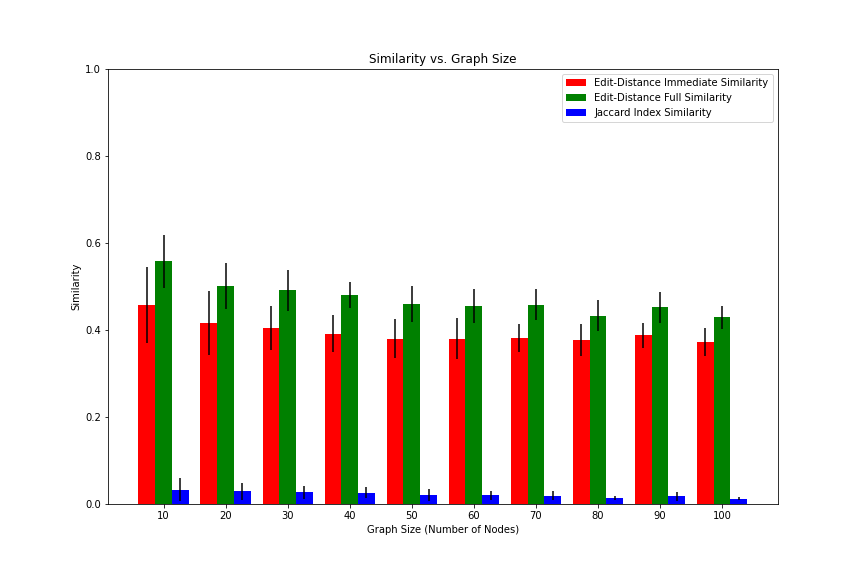 Similarity vs. Graph Size
Edit-Distance Immediate Similarity
Edit-Distance Full Similarity
Jaccard Index Similarity
1.0
0.8
0.6
0.4
0.2
0.0
Similarity
10 20 30 40 50 60 70 80 90 100
Graph Size (Number of Nodes)